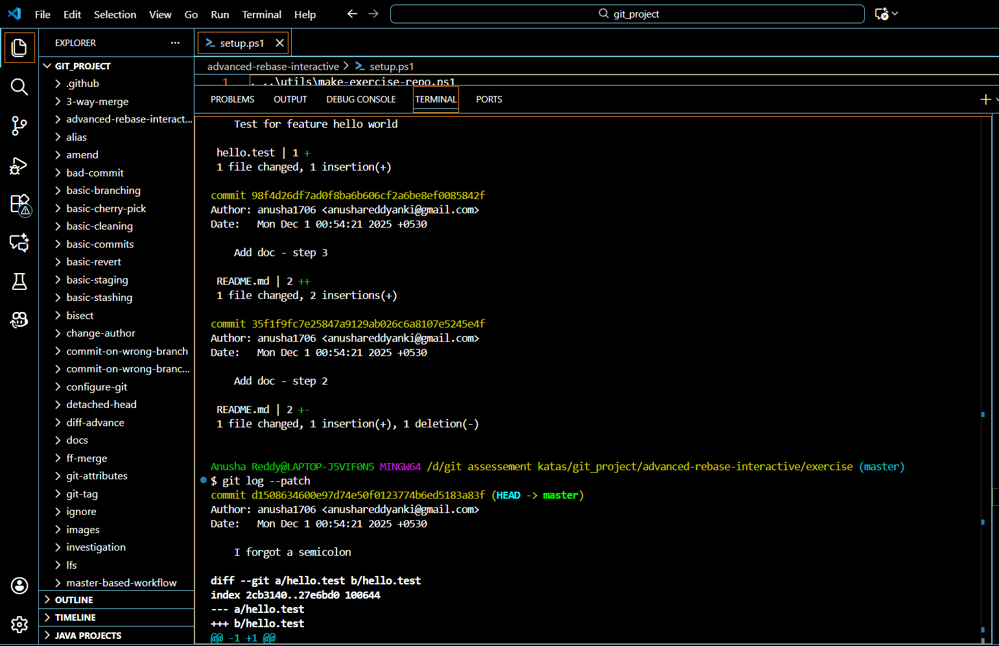 File Edit Selection View Go Run Terminal Help
git_project
EXPLORER
GIT_PROJECT
.github
3-way-merge
advanced-rebase-interact...
alias
amend
bad-commit
basic-branching
basic-cherry-pick
basic-cleaning
basic-commits
basic-revert
basic-staging
basic-stashing
bisect
change-author
commit-on-wrong-branch
commit-on-wrong-branc...
configure-git
detached-head
diff-advance
docs
ff-merge
git-attributes
git-tag
ignore
images
investigation
lfs
master-based-workflow
OUTLINE
TIMELINE
JAVA PROJECTS
setup.ps1
advanced-rebase-interactive > setup.ps1
1 . ..\utils\make-exercise-repo.ps1
PROBLEMS OUTPUT DEBUG CONSOLE TERMINAL PORTS
Test for feature hello world
hello.test | 1 +
1 file changed, 1 insertion(+)
commit 98f4d26df7ad0f8ba6b606cf2a6be8ef0085842f
Author: anusha1706 <anushareddyanki@gmail.com>
Date:   Mon Dec 1 00:54:21 2025 +0530
Add doc - step 3
README.md | 2 ++
1 file changed, 2 insertions(+)
commit 35f1f9fc7e25847a9129ab026c6a8107e5245e4f
Author: anusha1706 <anushareddyanki@gmail.com>
Date:   Mon Dec 1 00:54:21 2025 +0530
Add doc - step 2
README.md | 2 +-
1 file changed, 1 insertion(+), 1 deletion(-)
Anusha Reddy@LAPTOP-J5VIF0N5 MINGW64 /d/git assessement katas/git_project/advanced-rebase-interactive/exercise (master)
$ git log --patch
commit d1508634600e97d74e50f0123774b6ed5183a83f (HEAD -> master)
Author: anusha1706 <anushareddyanki@gmail.com>
Date:   Mon Dec 1 00:54:21 2025 +0530
I forgot a semicolon
diff --git a/hello.test b/hello.test
index 2cb3140..27e6bd0 100644
--- a/hello.test
+++ b/hello.test
@@ -1 +1 @@